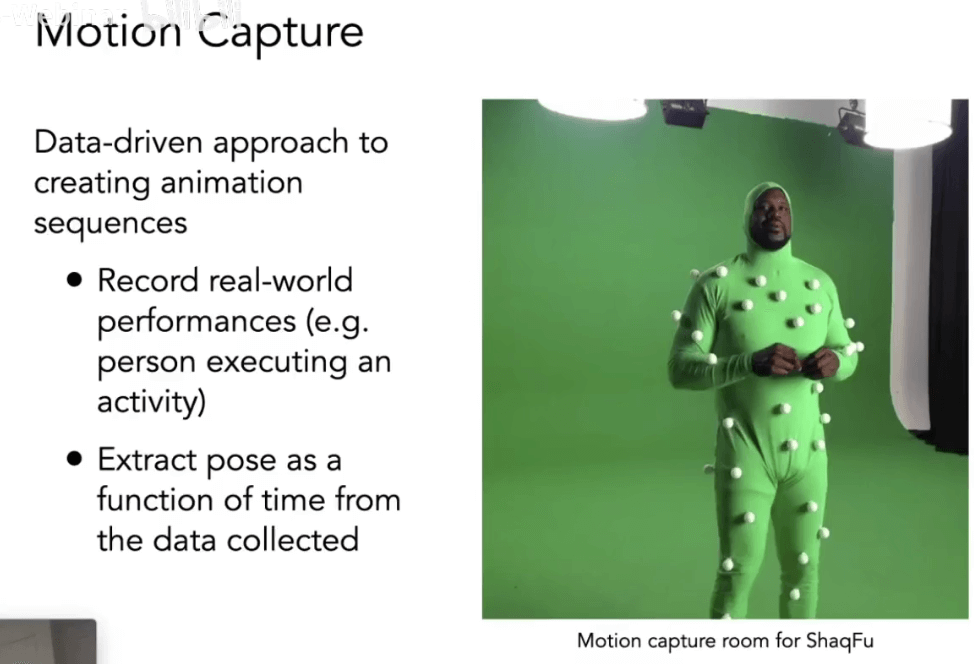 Motion Capture
Data-driven approach to
creating animation
sequences
● Record real-world
performances (e.g.
person executing an
activity)
● Extract pose as a
function of time from
the data collected
Motion capture room for ShaqFu